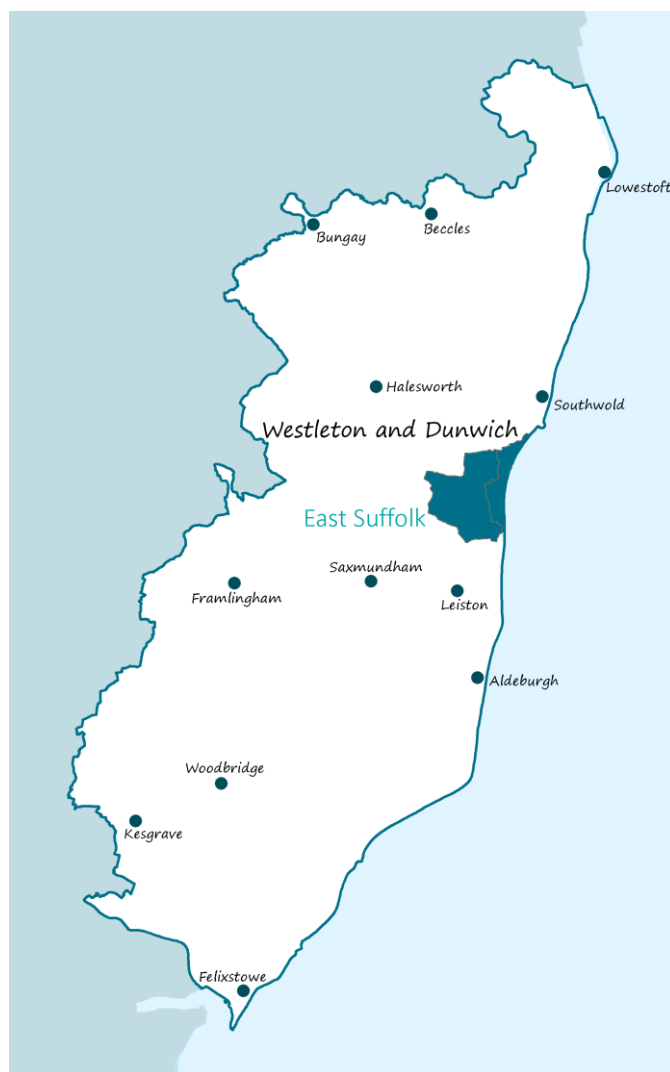 Lowestoft
Beccles
Bungay
Halesworth
Southwold
Westleton and Dunwich
East Suffolk
Saxmundham
Framlingham
Leiston
Aldeburgh
Woodbridge
Kesgrave
Felixstowe